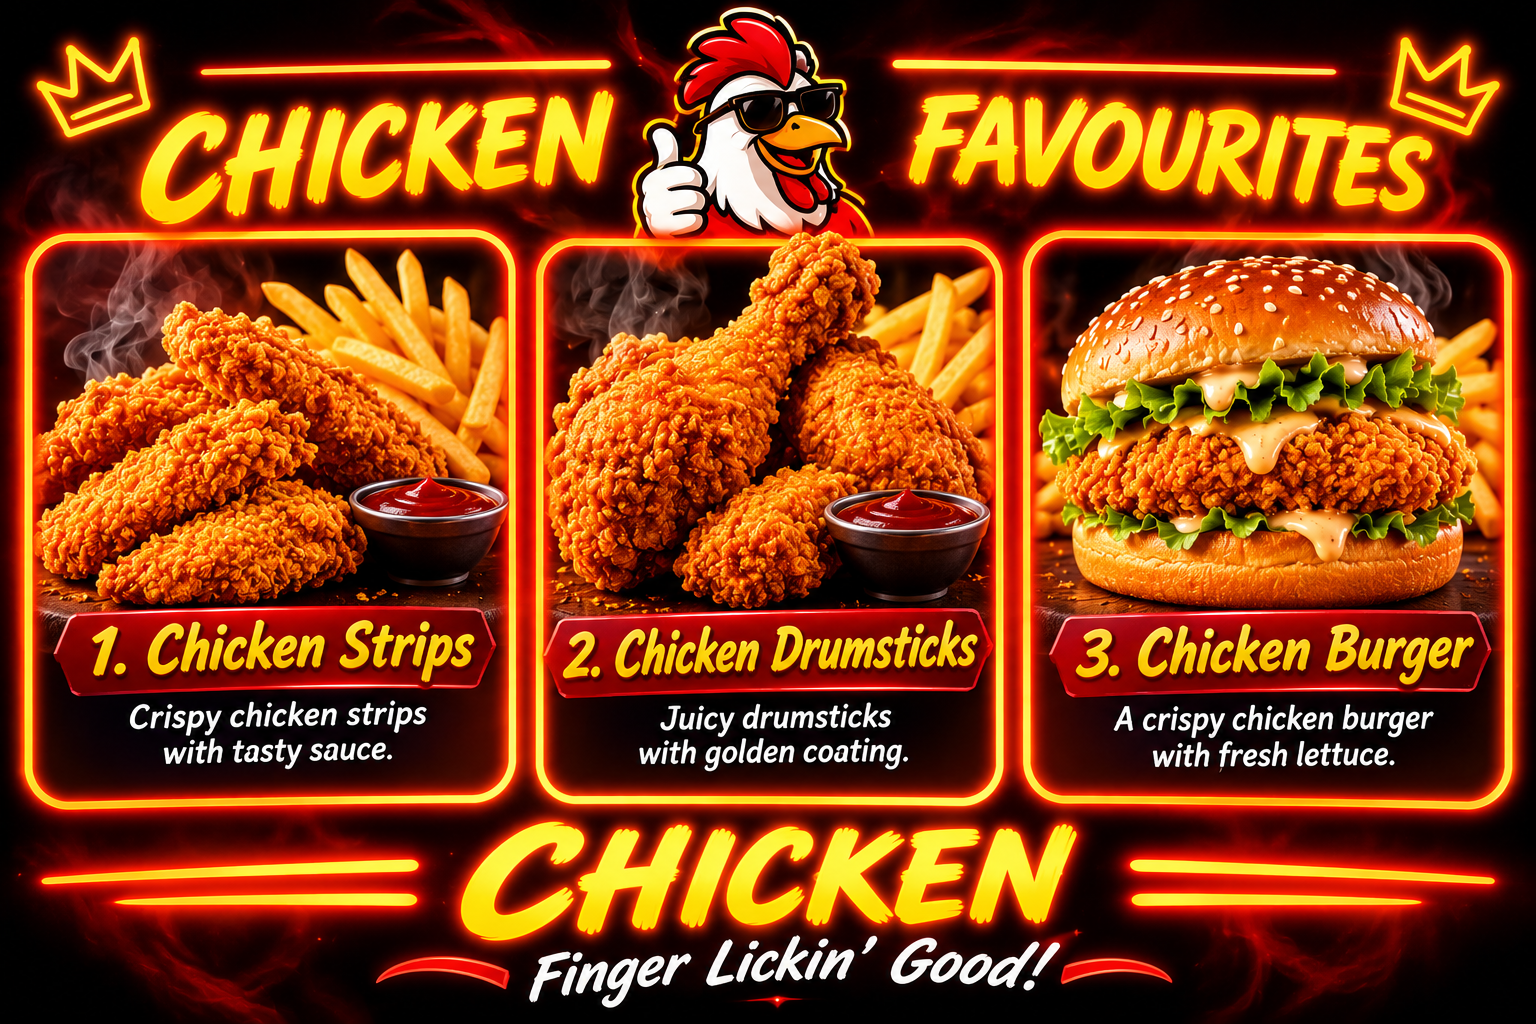 CHICKEN FAVOURITES
1. Chicken Strips
Crispy chicken strips
with tasty sauce.
2. Chicken Drumsticks
Juicy drumsticks
with golden coating.
3. Chicken Burger
A crispy chicken burger
with fresh lettuce.
CHICKEN
Finger Lickin' Good!